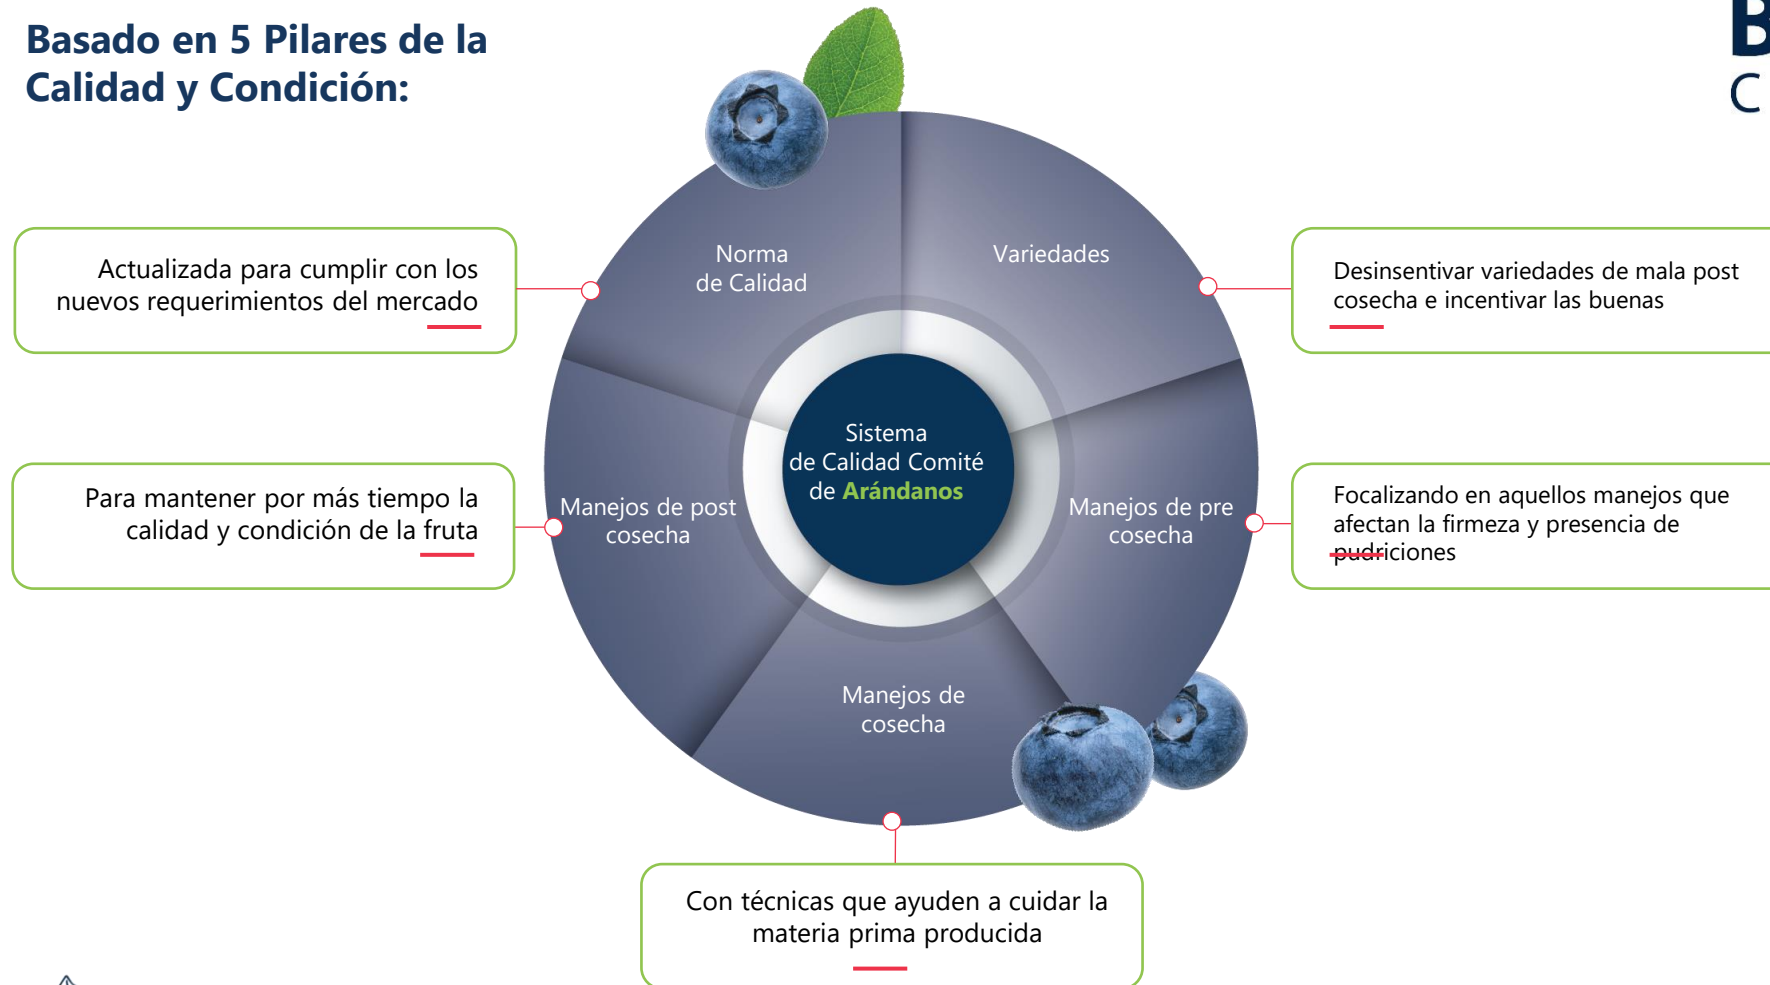 Basado en 5 Pilares de la
Calidad y Condición:
B
C
Norma
de Calidad
Variedades
Actualizada para cumplir con los
nuevos requerimientos del mercado
Desinsentivar variedades de mala post
cosecha e incentivar las buenas
Sistema
de Calidad Comité
de Arándanos
Para mantener por más tiempo la
calidad y condición de la fruta
Manejos de post
cosecha
Manejos de pre
cosecha
Focalizando en aquellos manejos que
afectan la firmeza y presencia de
pudriciones
Manejos de
cosecha
Con técnicas que ayuden a cuidar la
materia prima producida